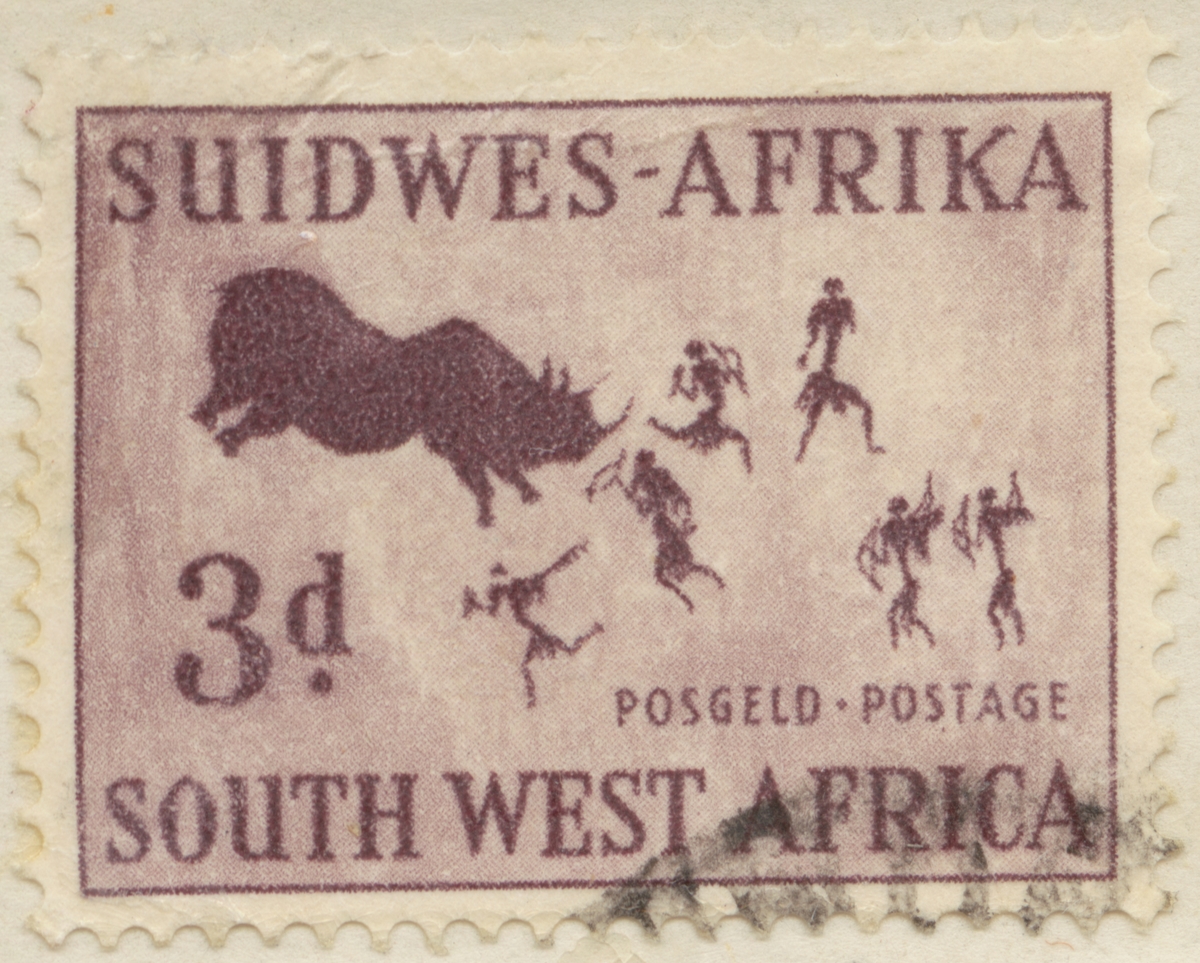 SUIDWES-AFRIKA
3d
POSGELD · POSTAGE
SOUTH WEST AFRICA